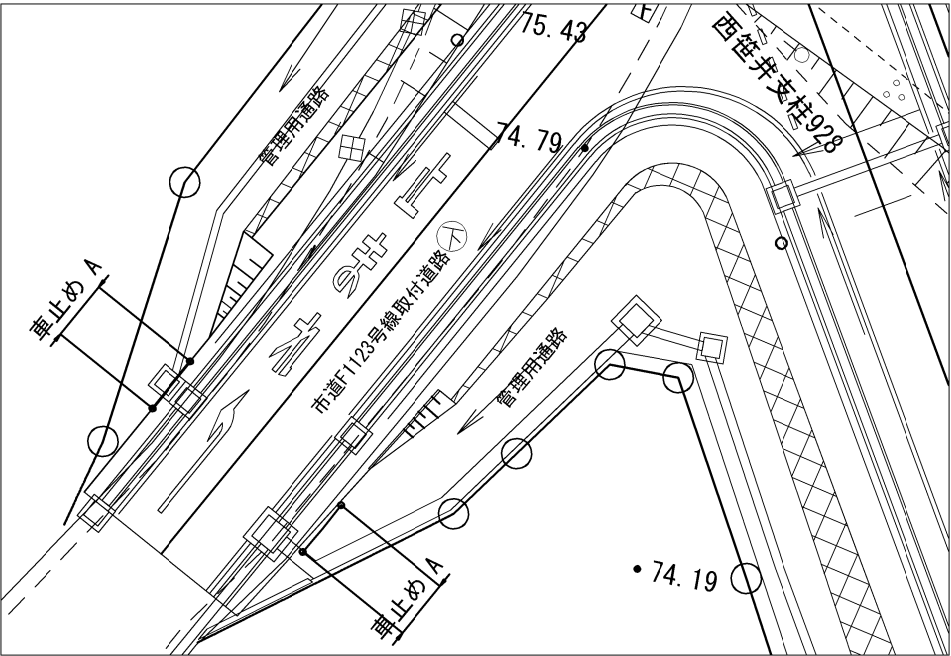 75.43
西笹井支柱928
管理用通路
74.79
下
市道F1123号線取付道路
車止め A
管理用通路
74.19
車止め A